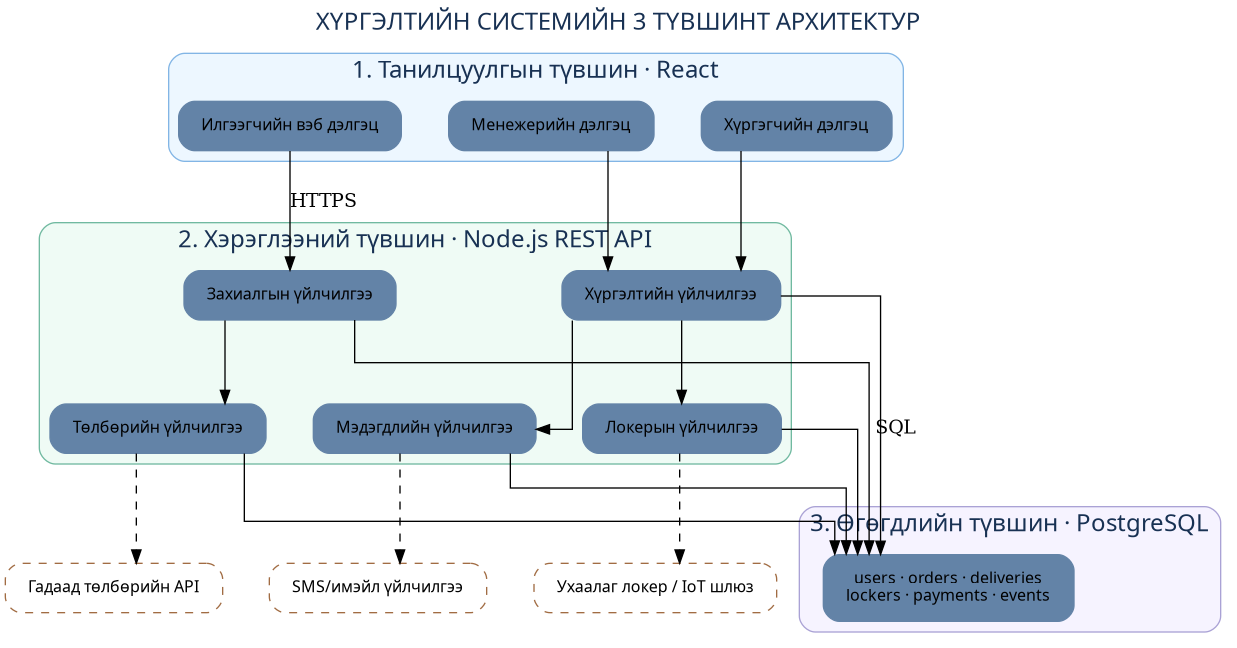 ХҮРГЭЛТИЙН СИСТЕМИЙН 3 ТҮВШИНТ АРХИТЕКТУР
1. Танилцуулгын түвшин · React
Илгээгчийн вэб дэлгэц
Менежерийн дэлгэц
Хүргэгчийн дэлгэц
HTTPS
2. Хэрэглээний түвшин · Node.js REST API
Захиалгын үйлчилгээ
Хүргэлтийн үйлчилгээ
Төлбөрийн үйлчилгээ
Мэдэгдлийн үйлчилгээ
Локерын үйлчилгээ
SQL
3. Өгөгдлийн түвшин · PostgreSQL
Гадаад төлбөрийн API
SMS/имэйл үйлчилгээ
Ухаалаг локер / IoT шлюз
users · orders · deliveries
lockers · payments · events